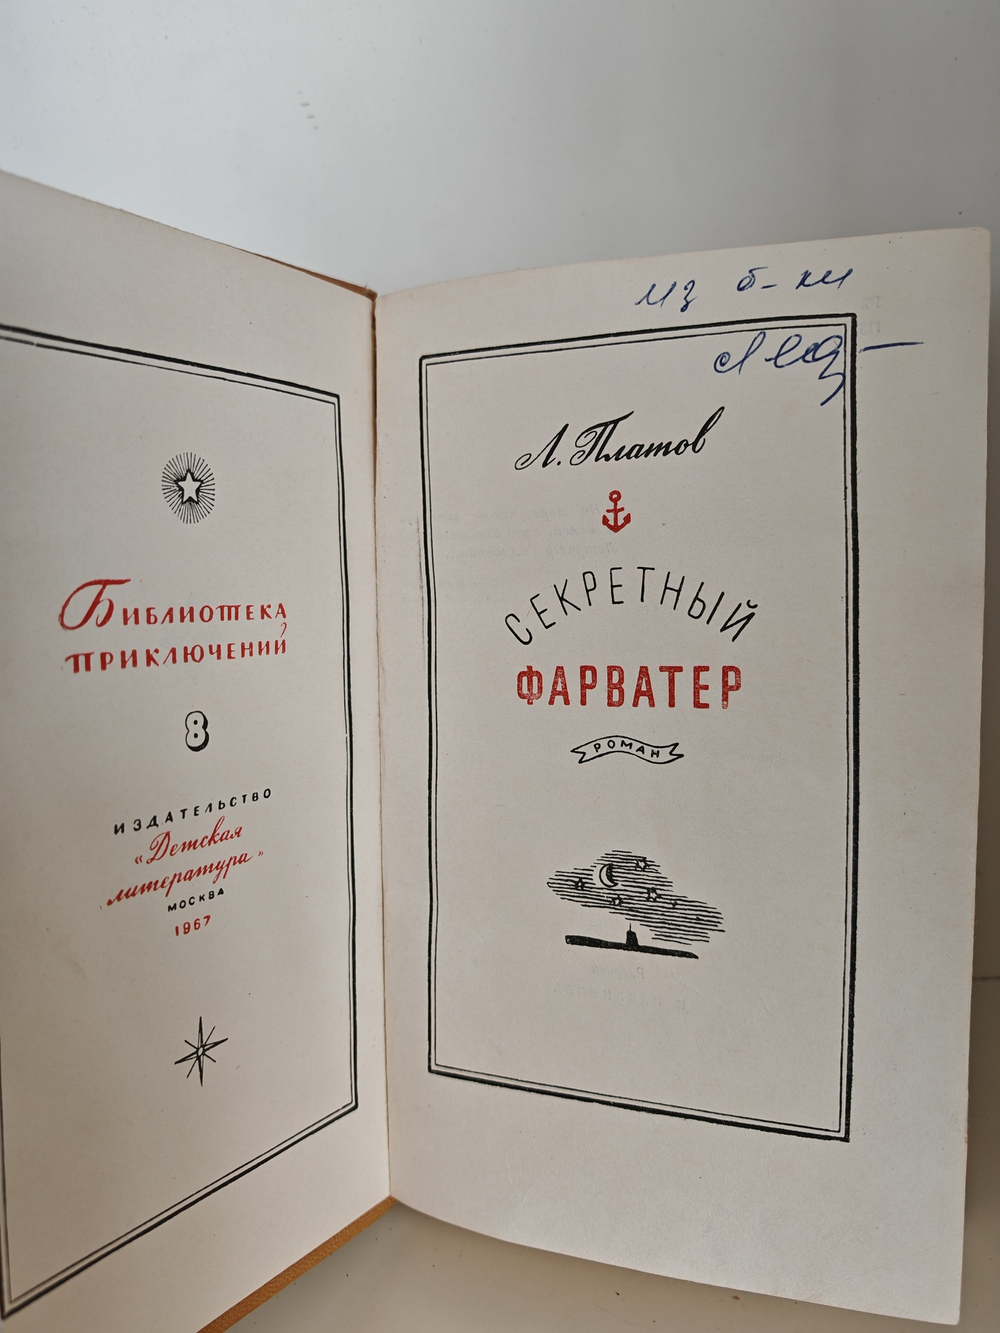 Библиотека
приключений
8
Издательство
«Детская
литература»
Москва
1967
из б-ки
Л. Платов
СЕКРЕТНЫЙ
ФАРВАТЕР
РОМАН